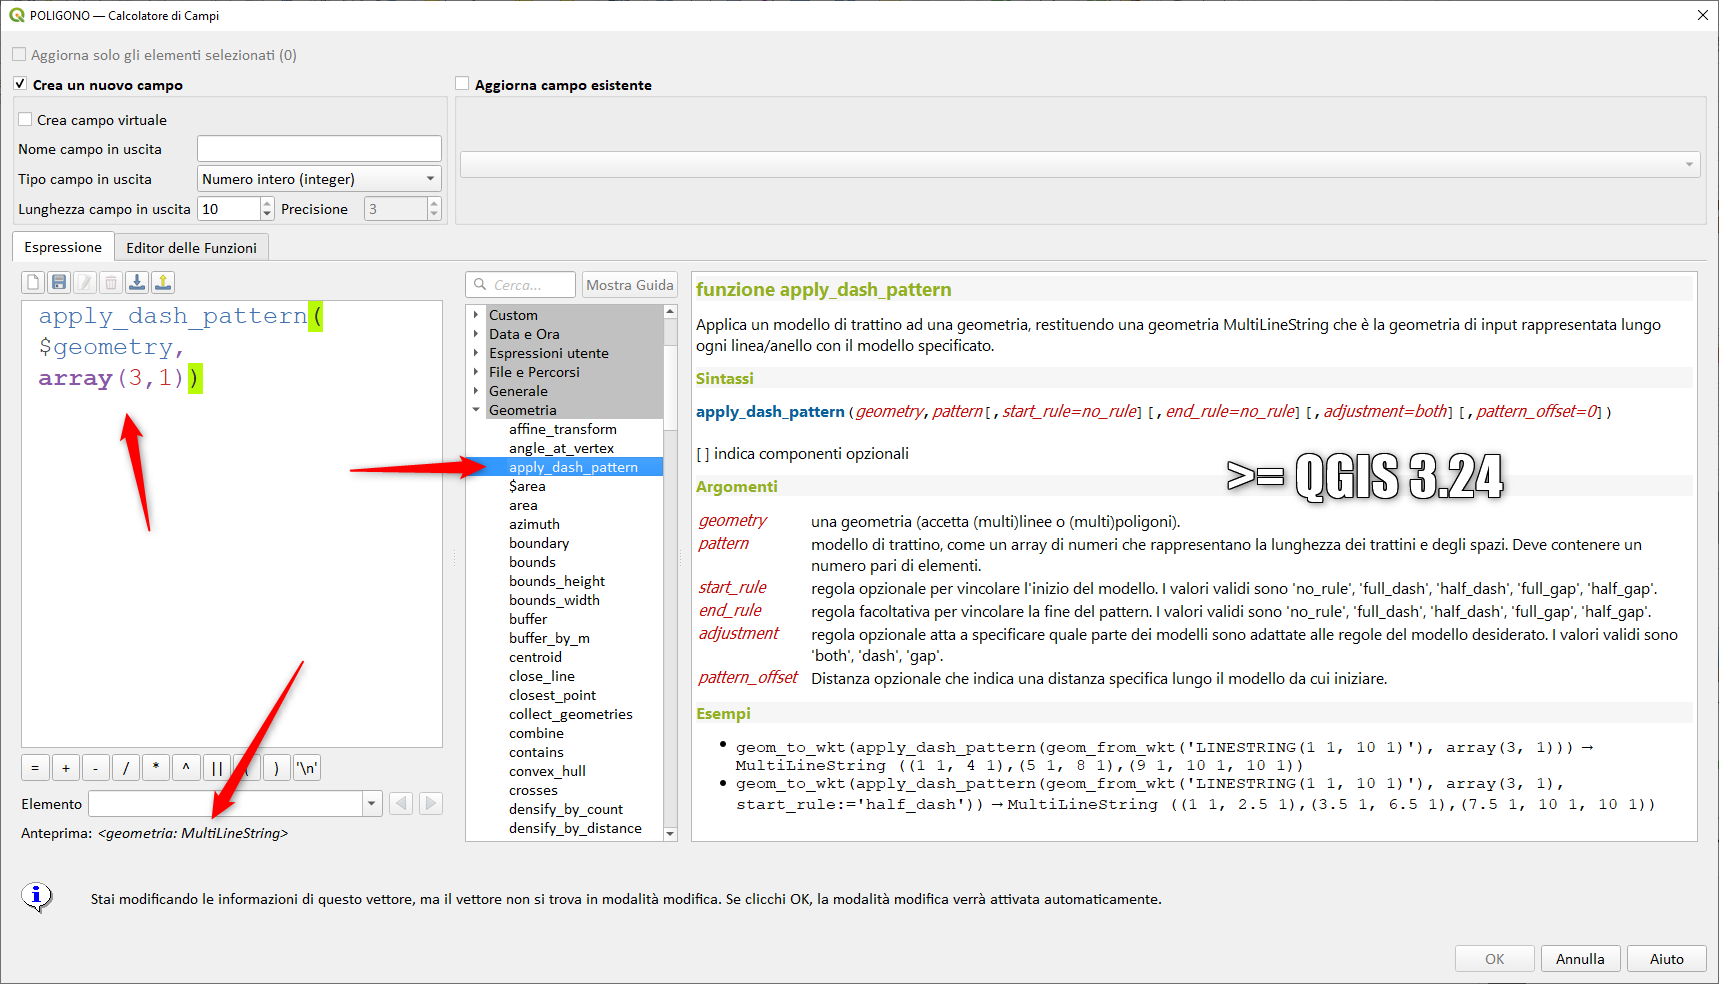 POLIGONO — Calcolatore di Campi
Aggiorna solo gli elementi selezionati (0)
Crea un nuovo campo
Aggiorna campo esistente
Crea campo virtuale
Nome campo in uscita
Tipo campo in uscita
Numero intero (integer)
Lunghezza campo in uscita
10
Precisione
3
Espressione
Editor delle Funzioni
apply_dash_pattern(
$geometry,
array(3,1))
= + - / * ^ || ( ) '\n'
Elemento
Anteprima: <geometria: MultiLineString>
Cerca...
Mostra Guida
Custom
Data e Ora
Espressioni utente
File e Percorsi
Generale
Geometria
affine_transform
angle_at_vertex
apply_dash_pattern
$area
area
azimuth
boundary
bounds
bounds_height
bounds_width
buffer
buffer_by_m
centroid
close_line
closest_point
collect_geometries
combine
contains
convex_hull
crosses
densify_by_count
densify_by_distance
funzione apply_dash_pattern
Applica un modello di trattino ad una geometria, restituendo una geometria MultiLineString che è la geometria di input rappresentata lungo
ogni linea/anello con il modello specificato.
Sintassi
apply_dash_pattern(geometry,pattern[,start_rule=no_rule][,end_rule=no_rule][,adjustment=both][,pattern_offset=0])
[ ] indica componenti opzionali
>= QGIS 3.24
Argomenti
geometry una geometria (accetta (multi)linee o (multi)poligoni).
pattern modello di trattino, come un array di numeri che rappresentano la lunghezza dei trattini e degli spazi. Deve contenere un
numero pari di elementi.
start_rule regola opzionale per vincolare l'inizio del modello. I valori validi sono 'no_rule', 'full_dash', 'half_dash', 'full_gap', 'half_gap'.
end_rule regola facoltativa per vincolare la fine del pattern. I valori validi sono 'no_rule', 'full_dash', 'half_dash', 'full_gap', 'half_gap'.
adjustment regola opzionale atta a specificare quale parte dei modelli sono adattate alle regole del modello desiderato. I valori validi sono
'both', 'dash', 'gap'.
pattern_offset Distanza opzionale che indica una distanza specifica lungo il modello da cui iniziare.
Esempi
• geom_to_wkt(apply_dash_pattern(geom_from_wkt('LINESTRING(1 1, 10 1)'), array(3, 1))) →
MultiLineString ((1 1, 4 1),(5 1, 8 1),(9 1, 10 1, 10 1))
• geom_to_wkt(apply_dash_pattern(geom_from_wkt('LINESTRING(1 1, 10 1)'), array(3, 1),
start_rule:='half_dash')) → MultiLineString ((1 1, 2.5 1),(3.5 1, 6.5 1),(7.5 1, 10 1, 10 1))
Stai modificando le informazioni di questo vettore, ma il vettore non si trova in modalità modifica. Se clicchi OK, la modalità modifica verrà attivata automaticamente.
OK
Annulla
Aiuto